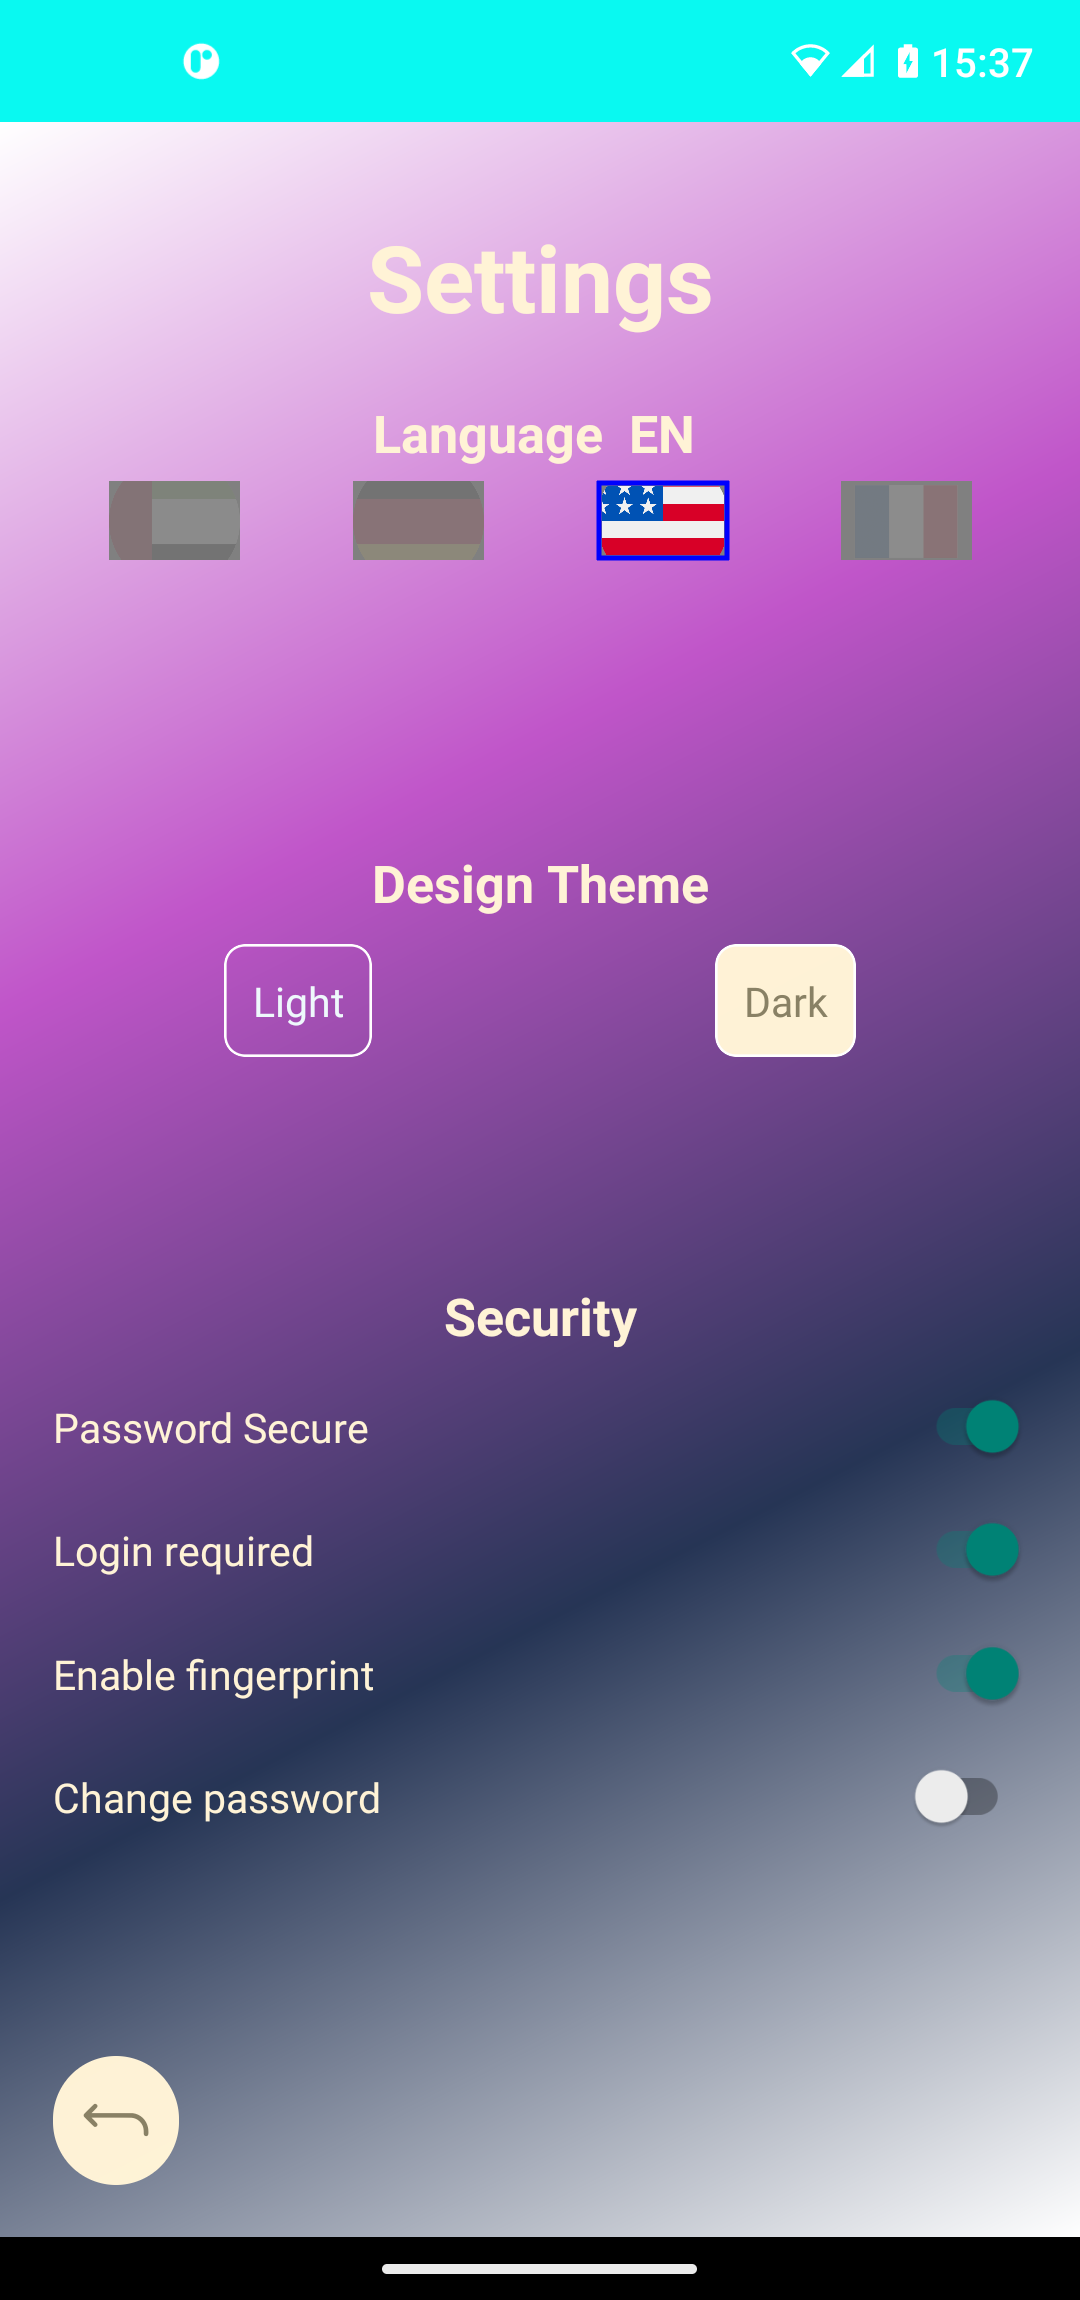 15:37
Settings
Language EN
Design Theme
Light
Dark
Security
Password Secure
Login required
Enable fingerprint
Change password